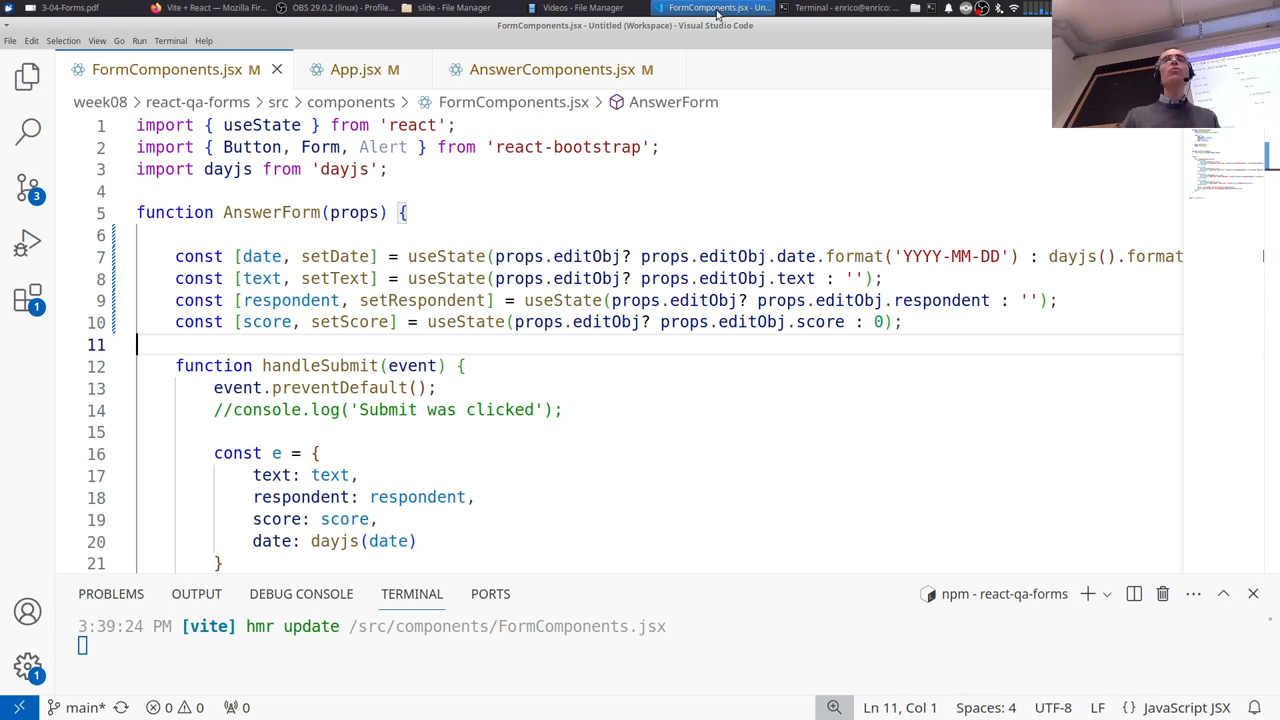 3-04-Forms.pdf
Vite + React — Mozilla Fir...
OBS 29.0.2 (linux) - Profile:...
slide - File Manager
Videos - File Manager
FormComponents.jsx - Un...
Terminal - enrico@enrico:...
FormComponents.jsx - Untitled (Workspace) - Visual Studio Code
File Edit Selection View Go Run Terminal Help
FormComponents.jsx M
App.jsx M
AnswerComponents.jsx M
week08 > react-qa-forms > src > components > FormComponents.jsx > AnswerForm
1 import { useState } from 'react';
2 import { Button, Form, Alert } from 'react-bootstrap';
3 import dayjs from 'dayjs';
4
5 function AnswerForm(props) {
6
7 const [date, setDate] = useState(props.editObj? props.editObj.date.format('YYYY-MM-DD') : dayjs().format
8 const [text, setText] = useState(props.editObj? props.editObj.text : '');
9 const [respondent, setRespondent] = useState(props.editObj? props.editObj.respondent : '');
10 const [score, setScore] = useState(props.editObj? props.editObj.score : 0);
11
12 function handleSubmit(event) {
13 event.preventDefault();
14 //console.log('Submit was clicked');
15
16 const e = {
17 text: text,
18 respondent: respondent,
19 score: score,
20 date: dayjs(date)
21 }
3
1
1
PROBLEMS OUTPUT DEBUG CONSOLE TERMINAL PORTS
npm - react-qa-forms
3:39:24 PM [vite] hmr update /src/components/FormComponents.jsx
main* 0 0 0
Ln 11, Col 1 Spaces: 4 UTF-8 LF {} JavaScript JSX